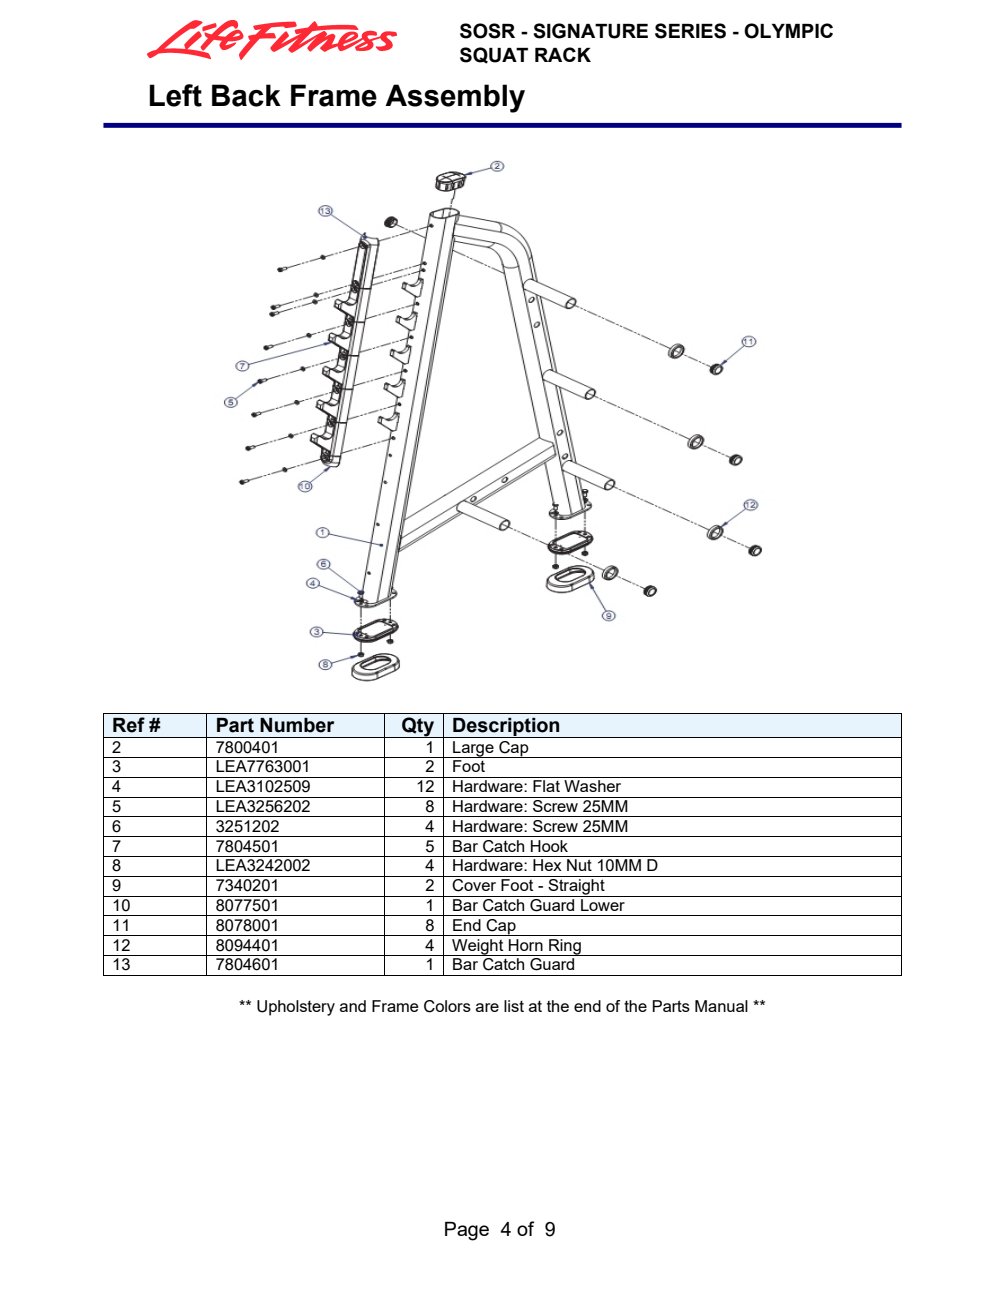 Life Fitness
SOSR - SIGNATURE SERIES - OLYMPIC
SQUAT RACK
Left Back Frame Assembly
2
13
11
7
5
10
12
1
6
4
9
3
8
Ref # Part Number Qty Description
2 7800401 1 Large Cap
3 LEA7763001 2 Foot
4 LEA3102509 12 Hardware: Flat Washer
5 LEA3256202 8 Hardware: Screw 25MM
6 3251202 4 Hardware: Screw 25MM
7 7804501 5 Bar Catch Hook
8 LEA3242002 4 Hardware: Hex Nut 10MM D
9 7340201 2 Cover Foot - Straight
10 8077501 1 Bar Catch Guard Lower
11 8078001 8 End Cap
12 8094401 4 Weight Horn Ring
13 7804601 1 Bar Catch Guard
** Upholstery and Frame Colors are list at the end of the Parts Manual **
Page 4 of 9